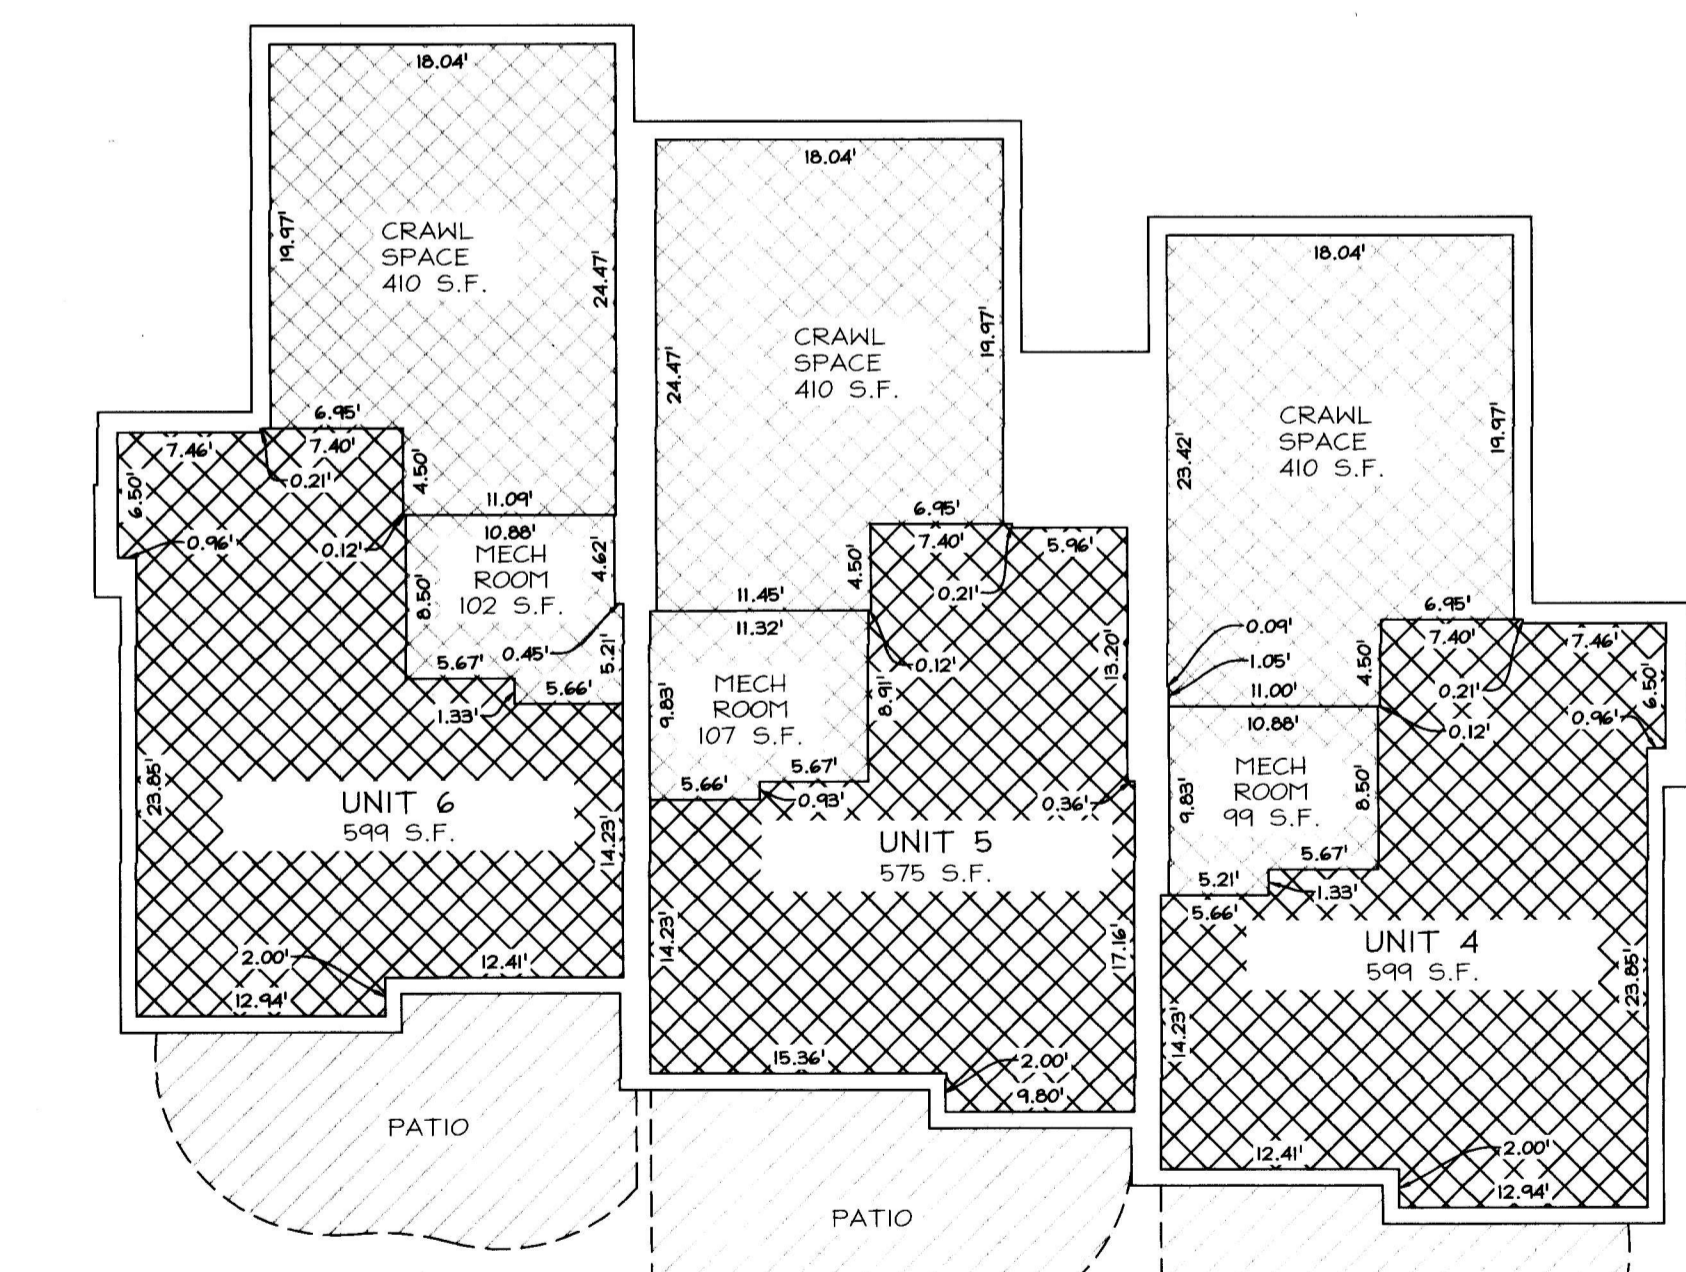 18.04'
CRAWL
SPACE
410 S.F.
19.97'
24.47'
6.95'
7.46'
7.40'
0.21'
4.50'
6.50'
0.96'
11.09'
10.88'
0.12'
MECH
ROOM
102 S.F.
4.62'
8.50'
0.45'
5.21'
5.67'
5.66'
1.33'
23.85'
UNIT 6
599 S.F.
14.23'
2.00'
12.41'
12.94'
PATIO
18.04'
CRAWL
SPACE
410 S.F.
24.47'
19.97'
6.95'
7.40'
5.96'
4.50'
0.21'
11.45'
11.32'
0.12'
13.20'
MECH
ROOM
107 S.F.
9.83'
8.91'
5.67'
5.66'
0.93'
0.36'
UNIT 5
575 S.F.
14.23'
17.16'
15.36'
2.00'
9.80'
PATIO
18.04'
CRAWL
SPACE
410 S.F.
23.42'
19.97'
6.95'
7.40'
7.46'
0.09'
1.05'
4.50'
0.21'
6.50'
11.00'
10.88'
0.12'
0.96'
MECH
ROOM
99 S.F.
9.83'
8.50'
5.67'
5.21'
1.33'
5.66'
UNIT 4
599 S.F.
23.85'
14.23'
12.41'
2.00'
12.94'